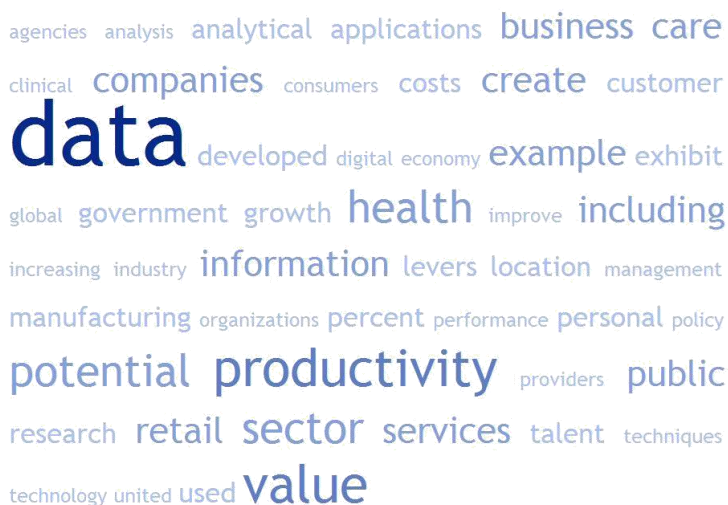 agencies analysis analytical applications business care
clinical companies consumers costs create customer
data developed digital economy example exhibit
global government growth health improve including
increasing industry information levers location management
manufacturing organizations percent performance personal policy
potential productivity providers public
research retail sector services talent techniques
technology united used value